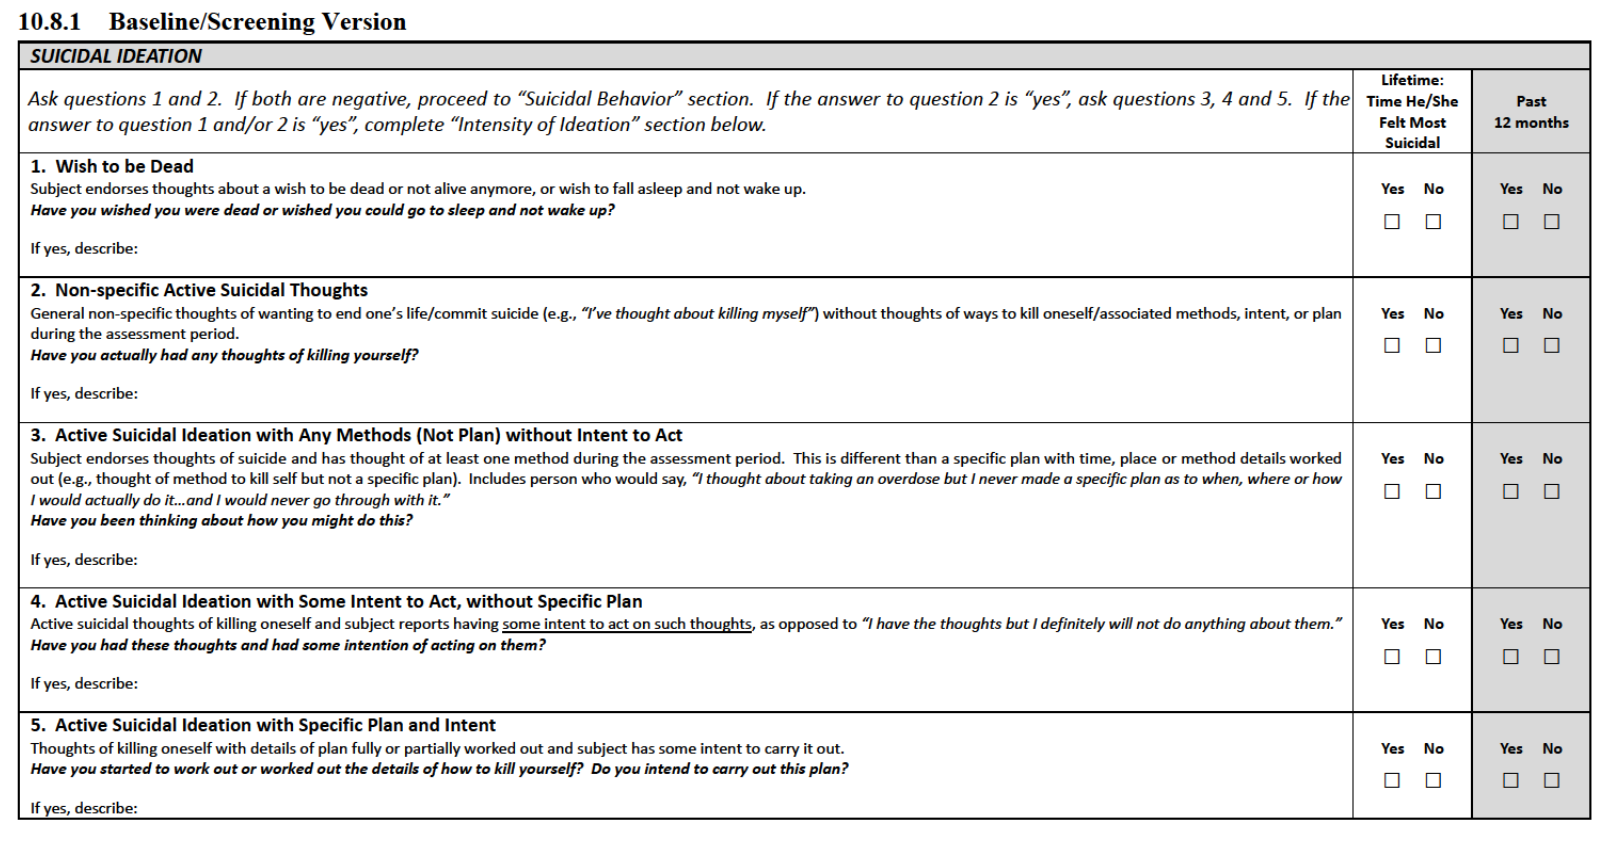 10.8.1 Baseline/Screening Version
SUICIDAL IDEATION
Ask questions 1 and 2. If both are negative, proceed to “Suicidal Behavior” section. If the answer to question 2 is “yes”, ask questions 3, 4 and 5. If the
answer to question 1 and/or 2 is “yes”, complete “Intensity of Ideation” section below.
Lifetime:
Time He/She
Felt Most
Suicidal
Past
12 months
1. Wish to be Dead
Subject endorses thoughts about a wish to be dead or not alive anymore, or wish to fall asleep and not wake up.
Have you wished you were dead or wished you could go to sleep and not wake up?
If yes, describe:
Yes No
Yes No
2. Non-specific Active Suicidal Thoughts
General non-specific thoughts of wanting to end one’s life/commit suicide (e.g., “I’ve thought about killing myself”) without thoughts of ways to kill oneself/associated methods, intent, or plan
during the assessment period.
Have you actually had any thoughts of killing yourself?
If yes, describe:
Yes No
Yes No
3. Active Suicidal Ideation with Any Methods (Not Plan) without Intent to Act
Subject endorses thoughts of suicide and has thought of at least one method during the assessment period. This is different than a specific plan with time, place or method details worked
out (e.g., thought of method to kill self but not a specific plan). Includes person who would say, “I thought about taking an overdose but I never made a specific plan as to when, where or how
I would actually do it…and I would never go through with it.”
Have you been thinking about how you might do this?
If yes, describe:
Yes No
Yes No
4. Active Suicidal Ideation with Some Intent to Act, without Specific Plan
Active suicidal thoughts of killing oneself and subject reports having some intent to act on such thoughts, as opposed to “I have the thoughts but I definitely will not do anything about them.”
Have you had these thoughts and had some intention of acting on them?
If yes, describe:
Yes No
Yes No
5. Active Suicidal Ideation with Specific Plan and Intent
Thoughts of killing oneself with details of plan fully or partially worked out and subject has some intent to carry it out.
Have you started to work out or worked out the details of how to kill yourself? Do you intend to carry out this plan?
If yes, describe:
Yes No
Yes No